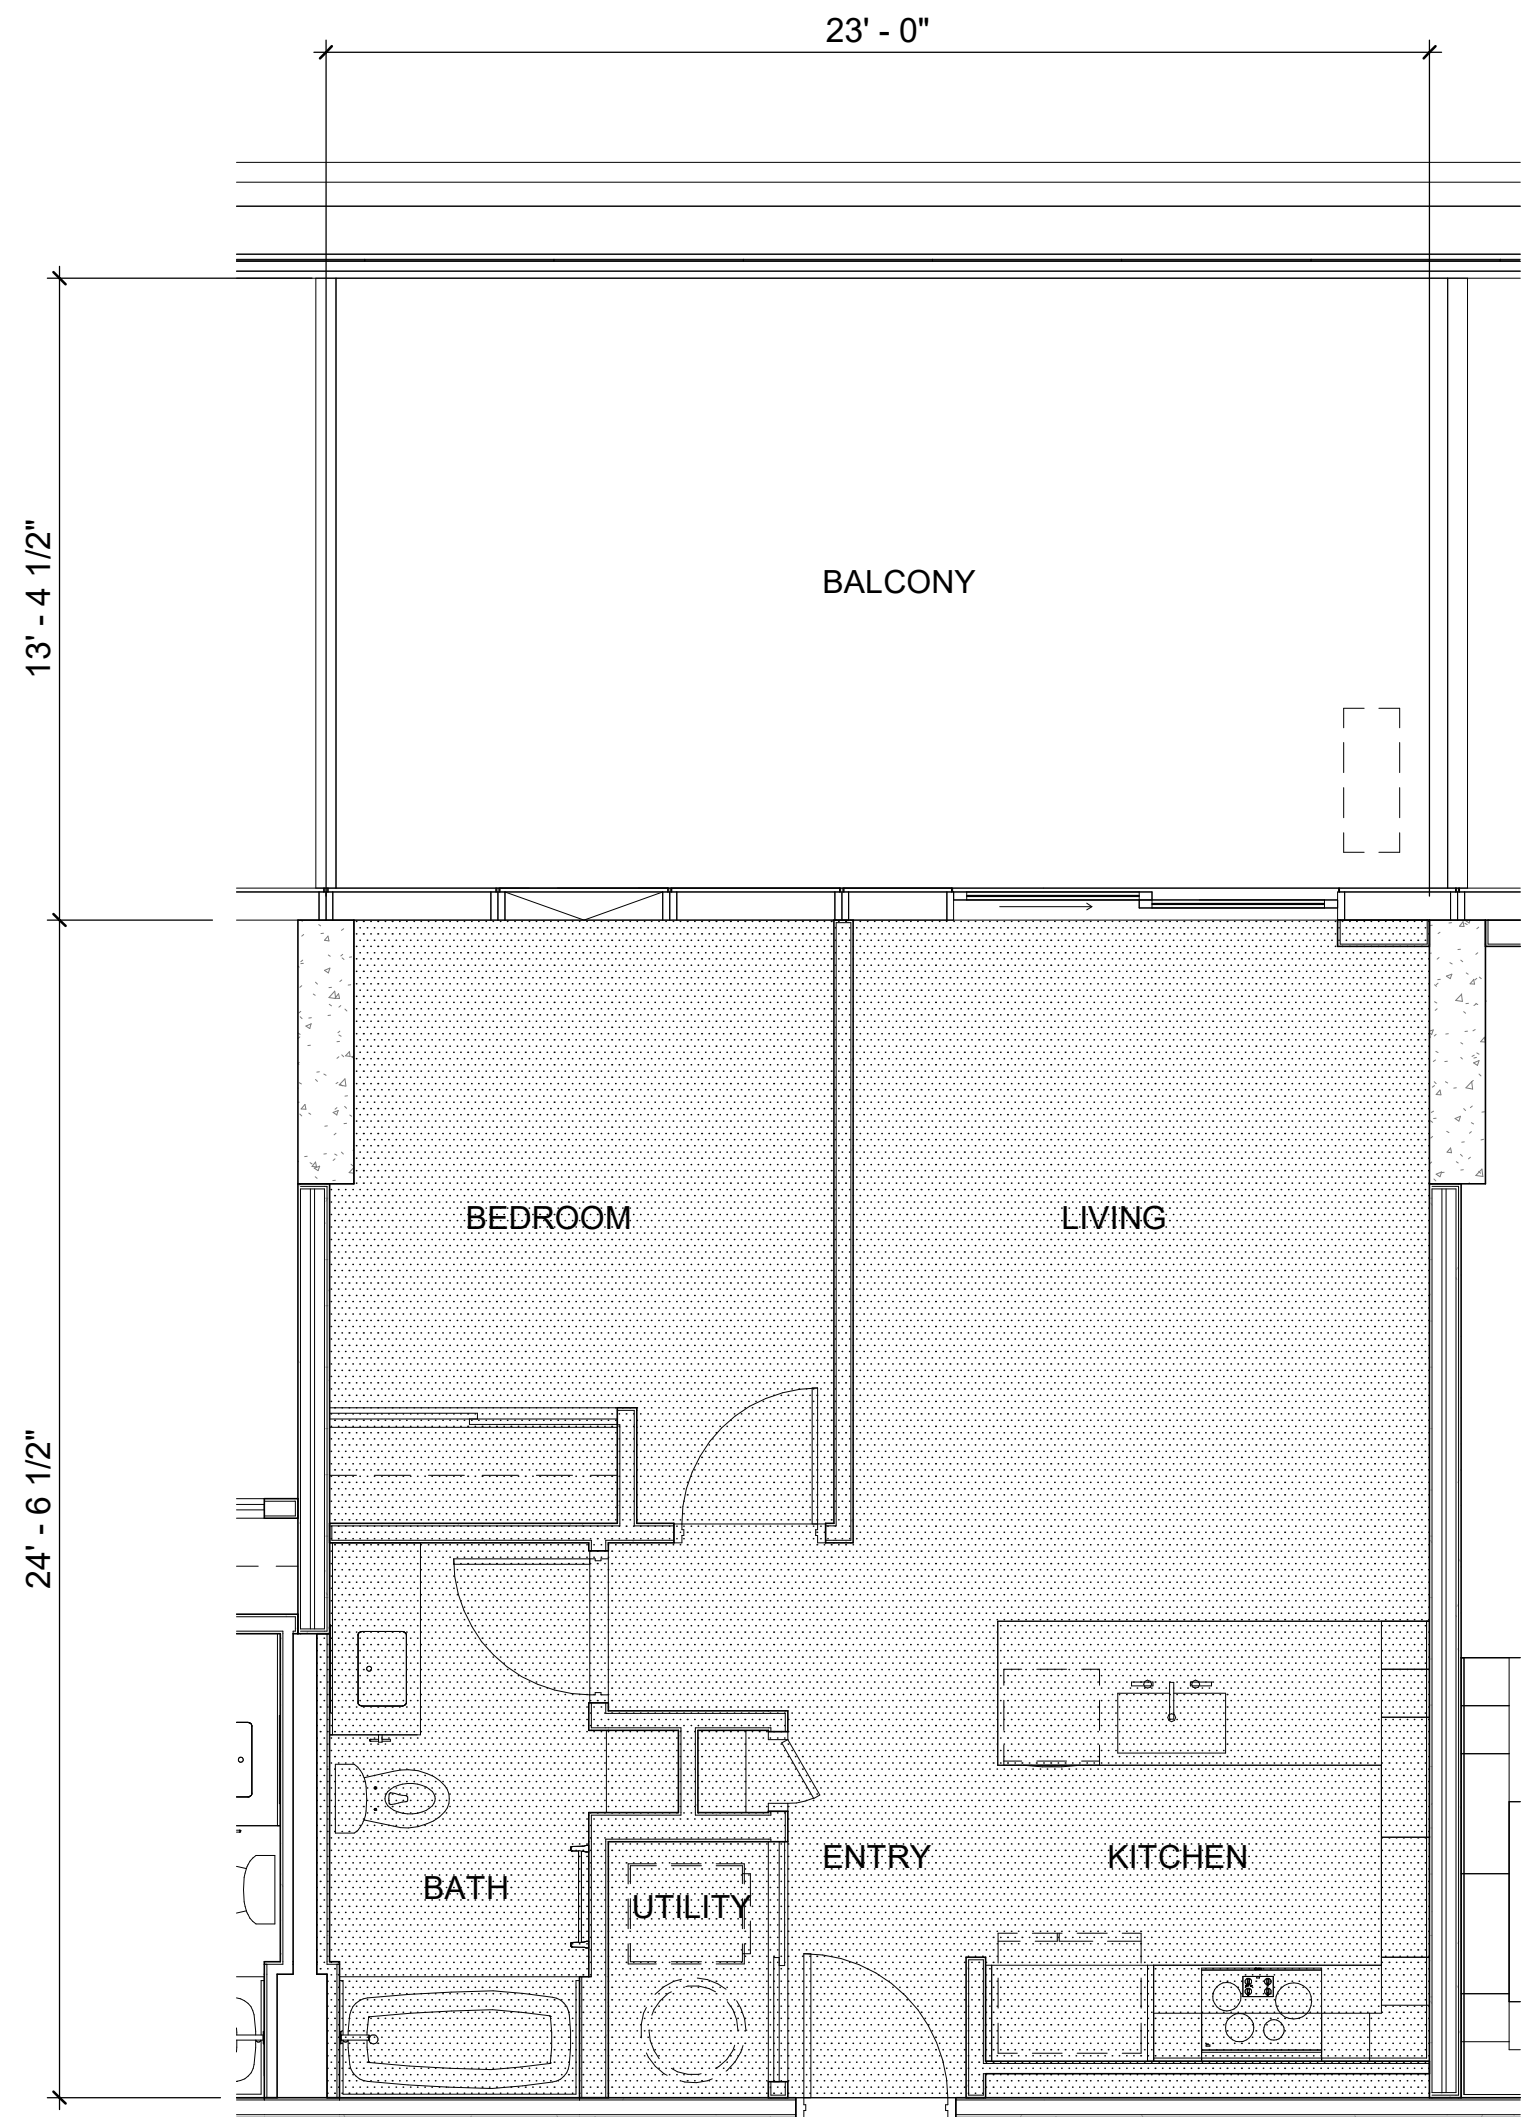 23' - 0"
13' - 4 1/2"
BALCONY
BEDROOM
LIVING
24' - 6 1/2"
ENTRY
KITCHEN
BATH
UTILITY